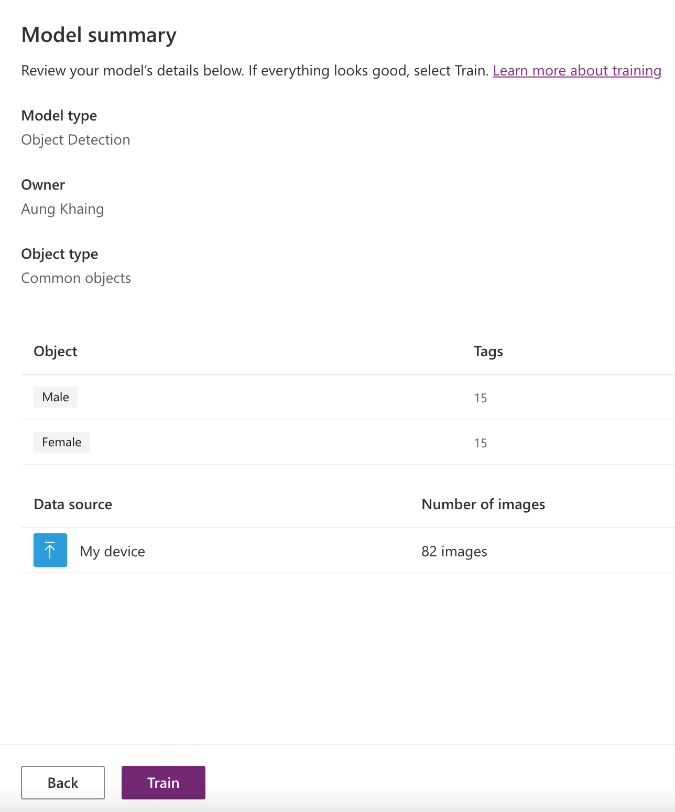 Model summary
Review your model's details below. If everything looks good, select Train. Learn more about training
Model type
Object Detection
Owner
Aung Khaing
Object type
Common objects
Object Tags
Male 15
Female 15
Data source Number of images
My device 82 images
Back Train